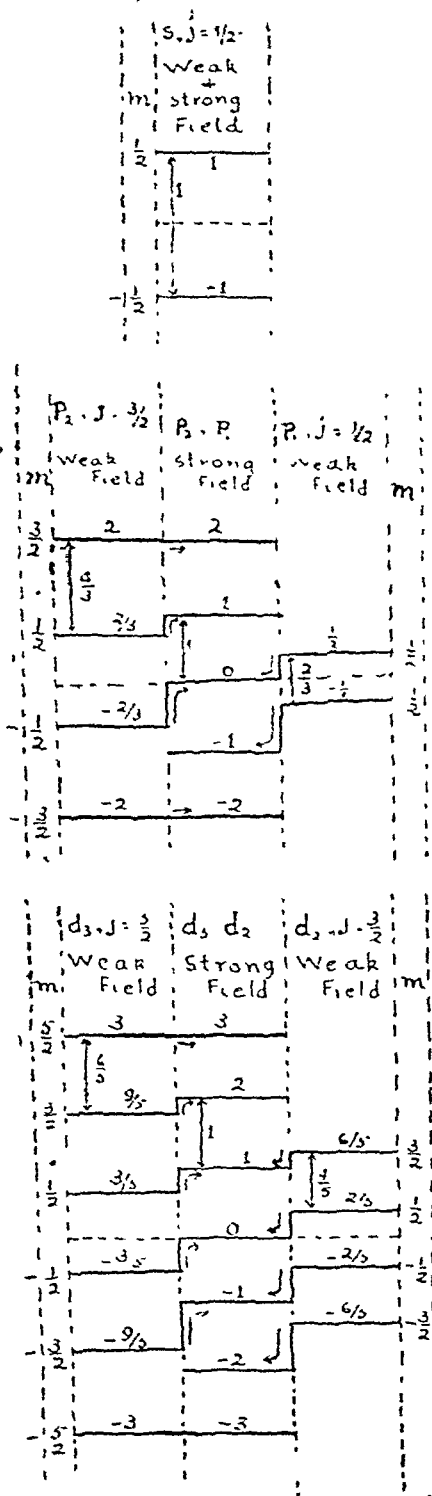 s, j = 1/2
Weak
+
m strong
Field
1/2 1
1
-1/2 -1
P2, J = 3/2 P2, P1 P1, j = 1/2
weak Field strong Field weak Field
m m
3/2 2 2
1/2 2/3 1
1
0 1/2
2/3
-2/3
-1
-3/2 -2 -2
d3, J = 5/2 d3 d2 d2, J = 3/2
Weak Field Strong Field Weak Field
m m
5/2 3 3
6/5
9/5 2
1
1 6/5 3/2
4/5
1/2 3/5 2/5 1/2
0
-1/2 -3/5 -2/5 -1/2
-1
-3/2 -9/5 -6/5 -3/2
-2
-5/2 -3 -3